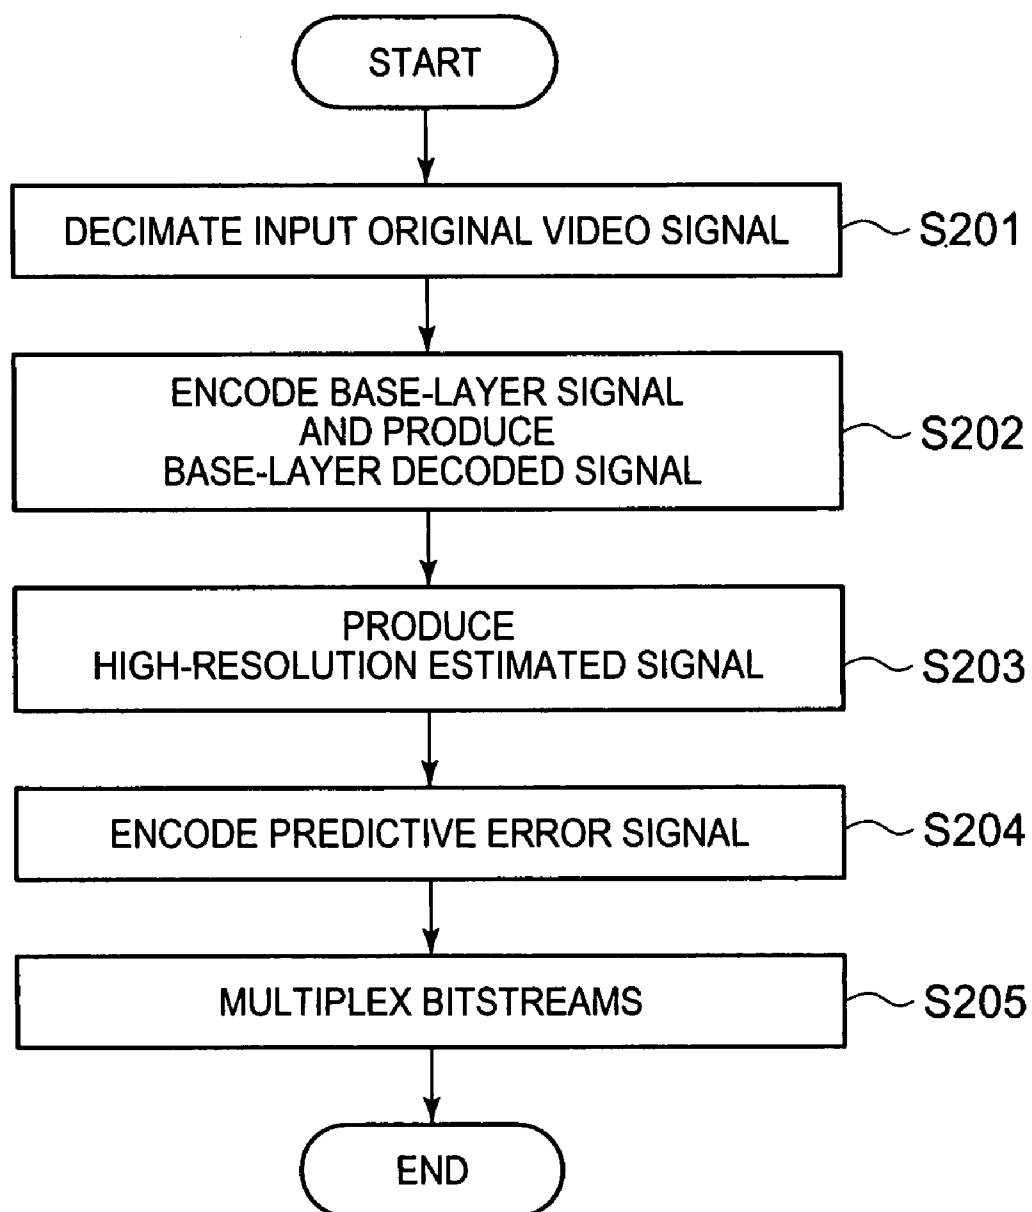 START
DECIMATE INPUT ORIGINAL VIDEO SIGNAL
S201
ENCODE BASE-LAYER SIGNAL
AND PRODUCE
BASE-LAYER DECODED SIGNAL
S202
PRODUCE
HIGH-RESOLUTION ESTIMATED SIGNAL
S203
ENCODE PREDICTIVE ERROR SIGNAL
S204
MULTIPLEX BITSTREAMS
S205
END